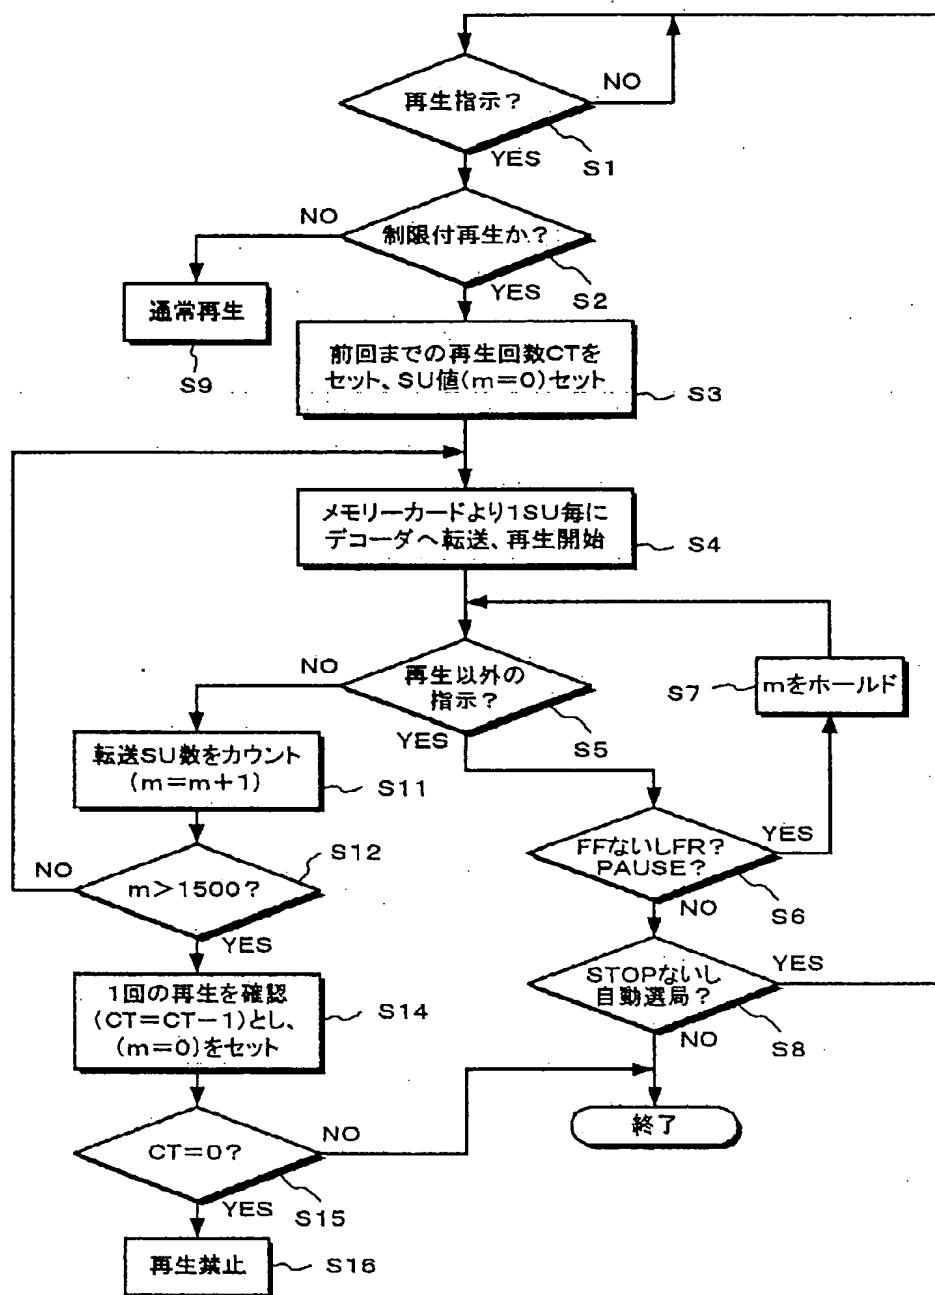 再生指示?
NO
YES
S1
制限付再生か?
NO
YES
S2
通常再生
S9
前回までの再生回数CTを
セット、SU値(m=0)セット
S3
メモリーカードより1SU毎に
デコーダへ転送、再生開始
S4
再生以外の
指示?
NO
YES
S5
S7
mをホールド
転送SU数をカウント
(m=m+1)
S11
FFないしFR?
PAUSE?
YES
NO
S6
m>1500?
NO
YES
S12
STOPないし
自動選局?
YES
NO
S8
1回の再生を確認
(CT=CT-1)とし、
(m=0)をセット
S14
終了
CT=0?
NO
YES
S15
再生禁止
S16